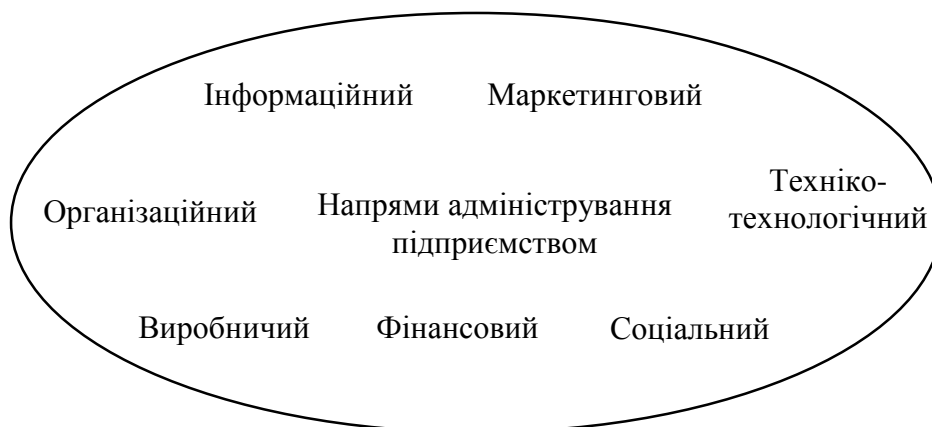 Інформаційний Маркетинговий
Організаційний
Напрями адміністрування
підприємством
Техніко-
технологічний
Виробничий Фінансовий Соціальний